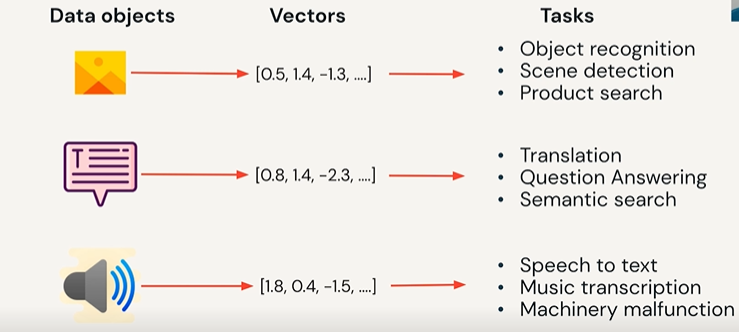 Data objects Vectors Tasks
[0.5, 1.4, −1.3, ....]
• Object recognition
• Scene detection
• Product search
T
[0.8, 1.4, −2.3, ....]
• Translation
• Question Answering
• Semantic search
[1.8, 0.4, −1.5, ....]
• Speech to text
• Music transcription
• Machinery malfunction